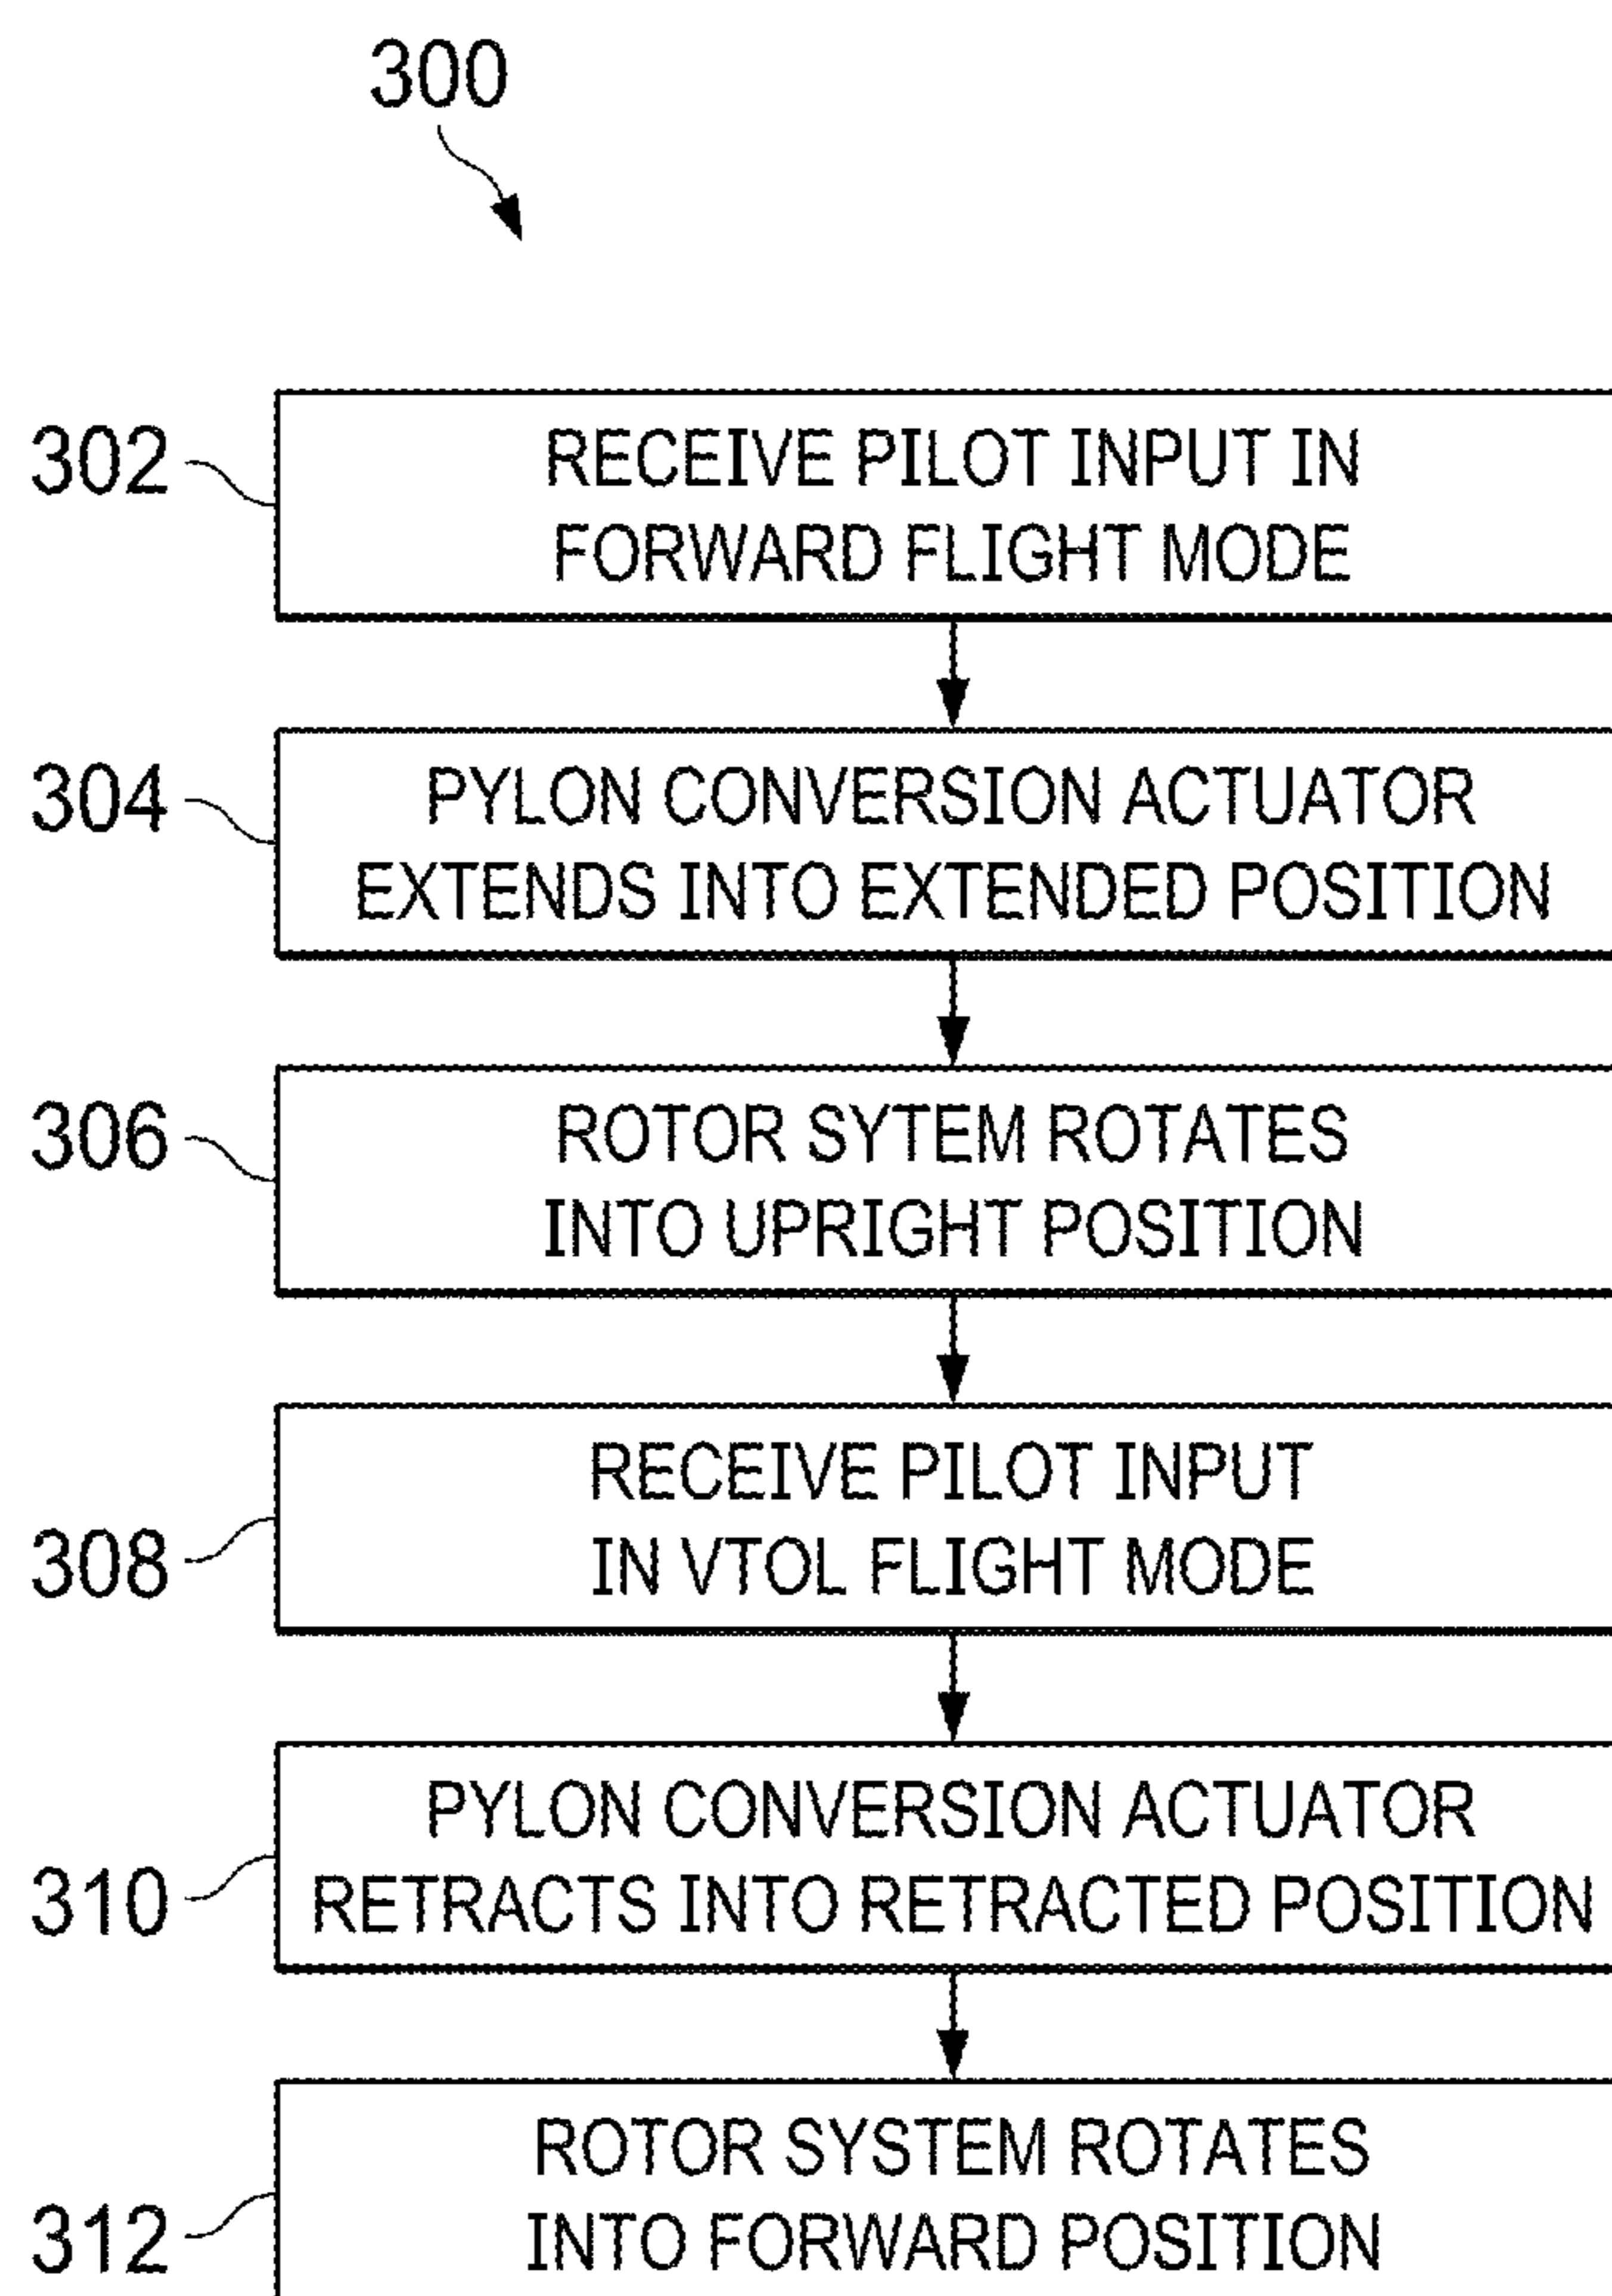 300
302
RECEIVE PILOT INPUT IN
FORWARD FLIGHT MODE
304
PYLON CONVERSION ACTUATOR
EXTENDS INTO EXTENDED POSITION
306
ROTOR SYTEM ROTATES
INTO UPRIGHT POSITION
308
RECEIVE PILOT INPUT
IN VTOL FLIGHT MODE
310
PYLON CONVERSION ACTUATOR
RETRACTS INTO RETRACTED POSITION
312
ROTOR SYSTEM ROTATES
INTO FORWARD POSITION